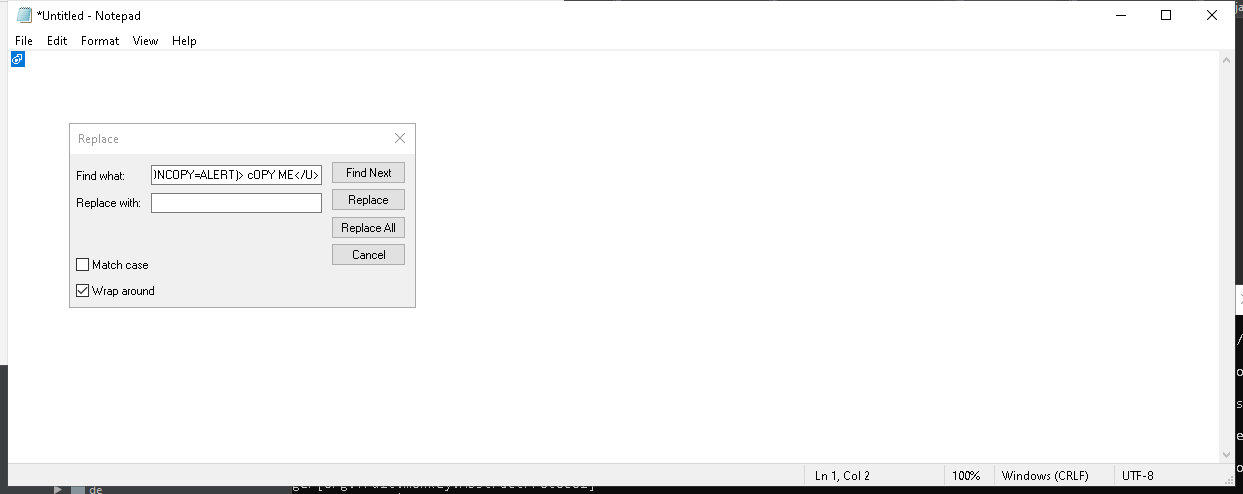 *Untitled - Notepad
File Edit Format View Help
Replace
Find what: )NCOPY=ALERT)> cOPY ME</U> Find Next
Replace with: Replace
Replace All
Cancel
Match case
Wrap around
Ln 1, Col 2 100% Windows (CRLF) UTF-8
de